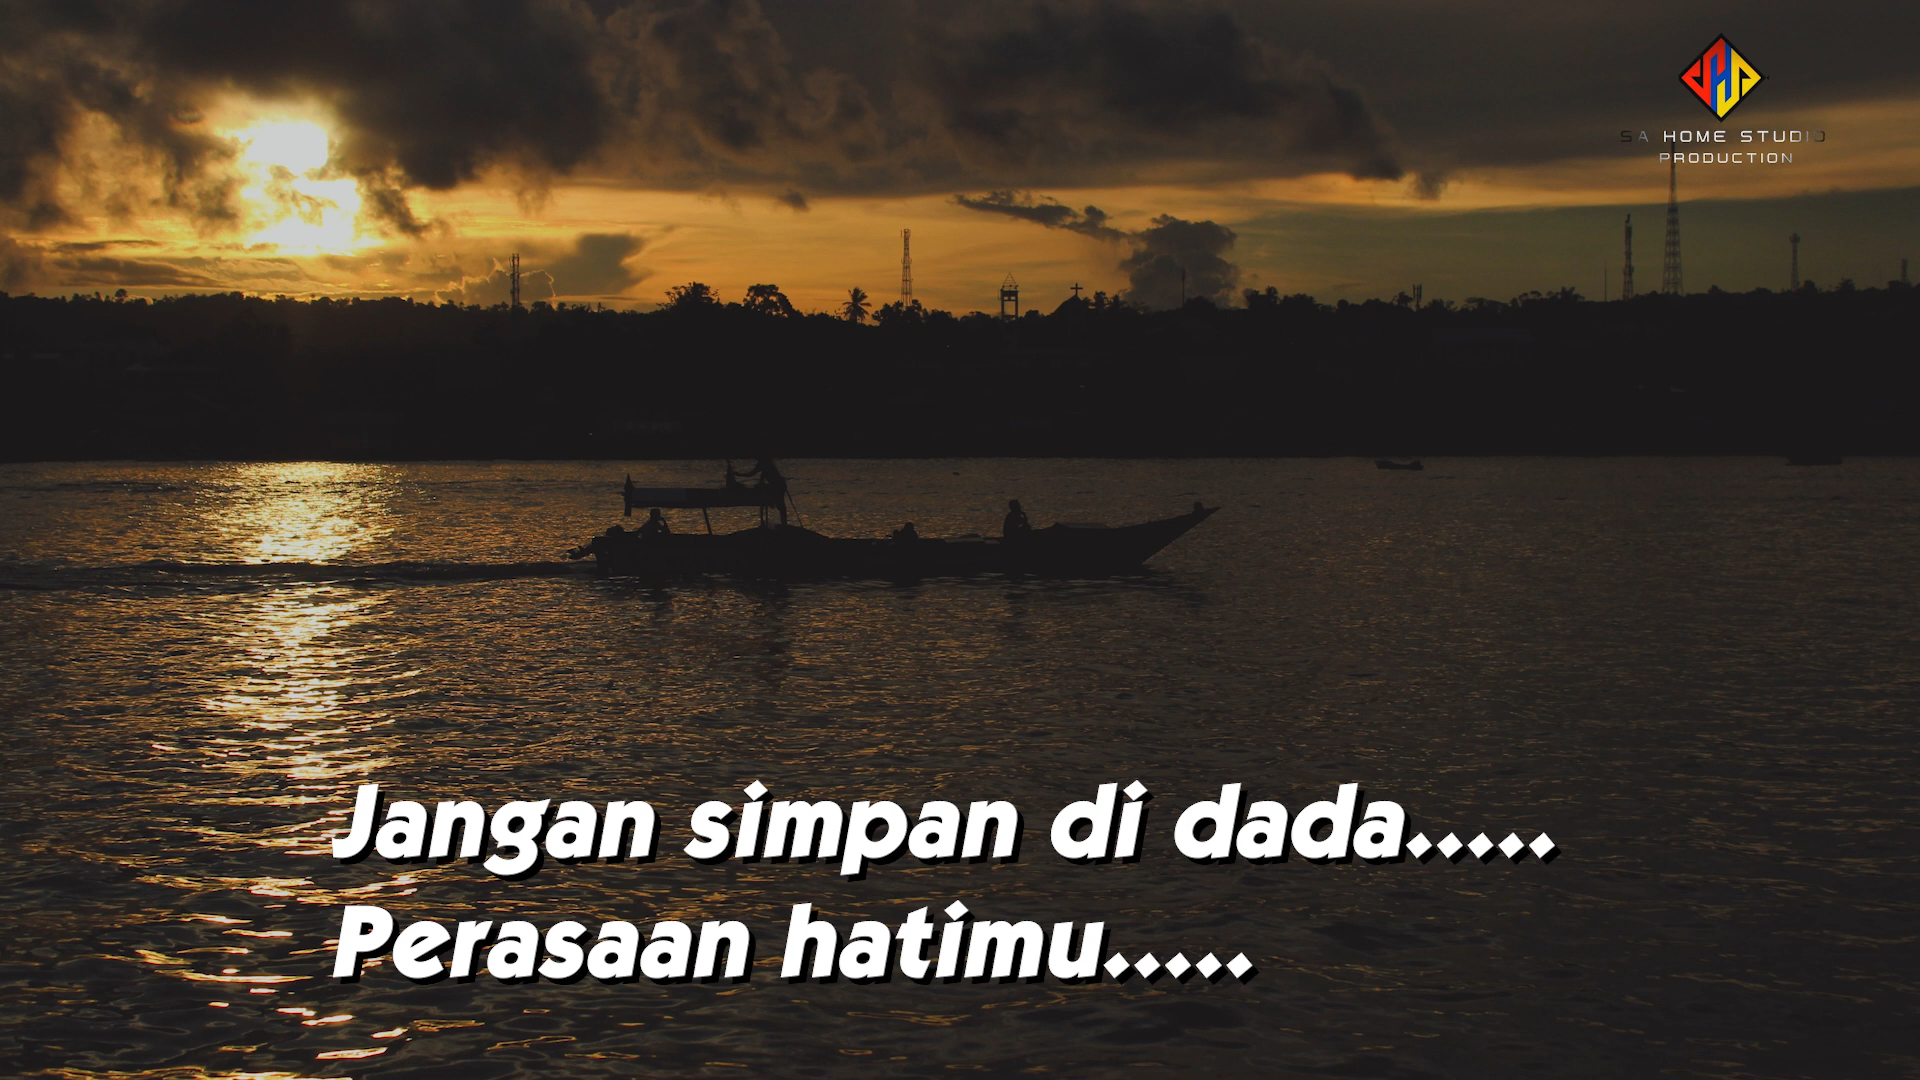 SA HOME STUDIO
PRODUCTION
Jangan simpan di dada.....
Perasaan hatimu.....